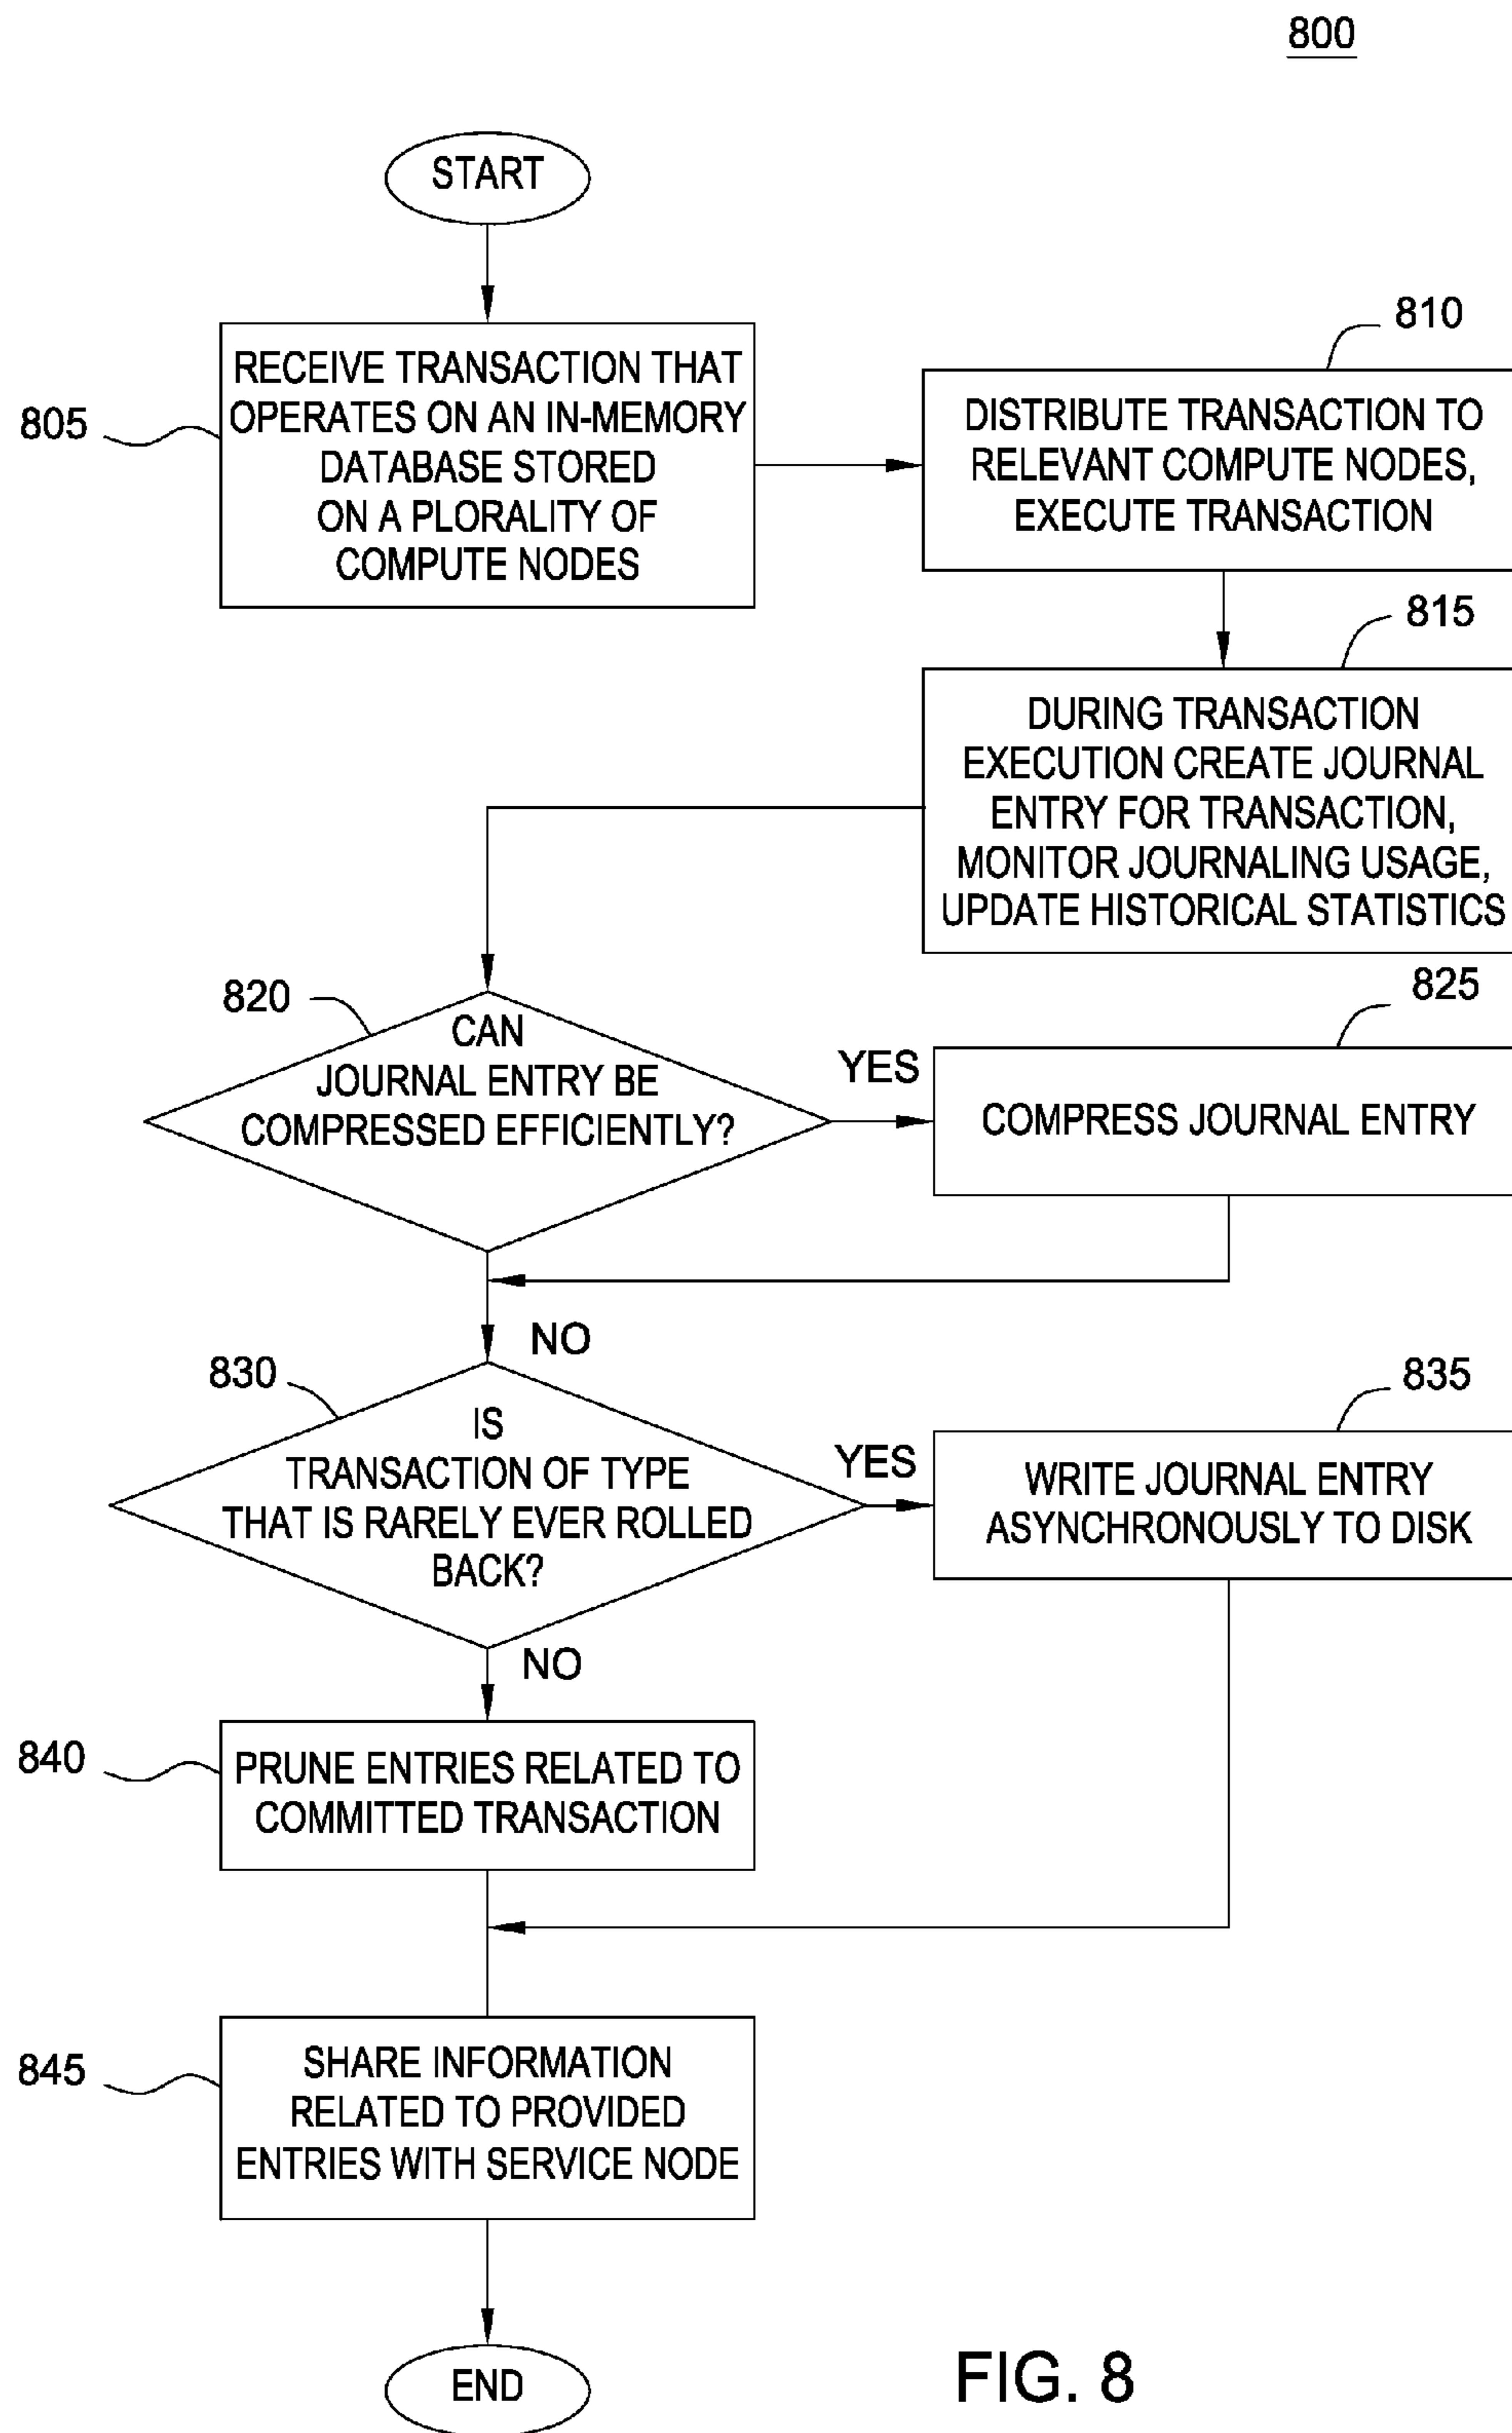 800
START
805
RECEIVE TRANSACTION THAT
OPERATES ON AN IN-MEMORY
DATABASE STORED
ON A PLORALITY OF
COMPUTE NODES
810
DISTRIBUTE TRANSACTION TO
RELEVANT COMPUTE NODES,
EXECUTE TRANSACTION
815
DURING TRANSACTION
EXECUTION CREATE JOURNAL
ENTRY FOR TRANSACTION,
MONITOR JOURNALING USAGE,
UPDATE HISTORICAL STATISTICS
820
CAN
JOURNAL ENTRY BE
COMPRESSED EFFICIENTLY?
YES
825
COMPRESS JOURNAL ENTRY
NO
830
IS
TRANSACTION OF TYPE
THAT IS RARELY EVER ROLLED
BACK?
YES
835
WRITE JOURNAL ENTRY
ASYNCHRONOUSLY TO DISK
NO
840
PRUNE ENTRIES RELATED TO
COMMITTED TRANSACTION
845
SHARE INFORMATION
RELATED TO PROVIDED
ENTRIES WITH SERVICE NODE
END
FIG. 8